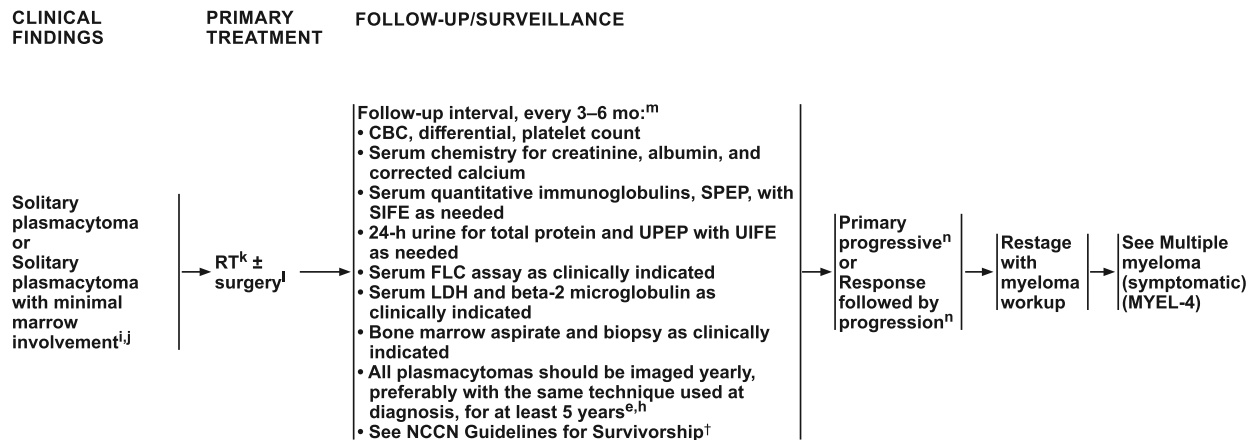 CLINICAL
FINDINGS
PRIMARY
TREATMENT
FOLLOW-UP/SURVEILLANCE
Solitary
plasmacytoma
or
Solitary
plasmacytoma
with minimal
marrow
involvementi,j
RTk ±
surgeryl
Follow-up interval, every 3–6 mo:m
• CBC, differential, platelet count
• Serum chemistry for creatinine, albumin, and
corrected calcium
• Serum quantitative immunoglobulins, SPEP, with
SIFE as needed
• 24-h urine for total protein and UPEP with UIFE
as needed
• Serum FLC assay as clinically indicated
• Serum LDH and beta-2 microglobulin as
clinically indicated
• Bone marrow aspirate and biopsy as clinically
indicated
• All plasmacytomas should be imaged yearly,
preferably with the same technique used at
diagnosis, for at least 5 yearse,h
• See NCCN Guidelines for Survivorship†
Primary
progressiven
or
Response
followed by
progressionn
Restage
with
myeloma
workup
See Multiple
myeloma
(symptomatic)
(MYEL-4)